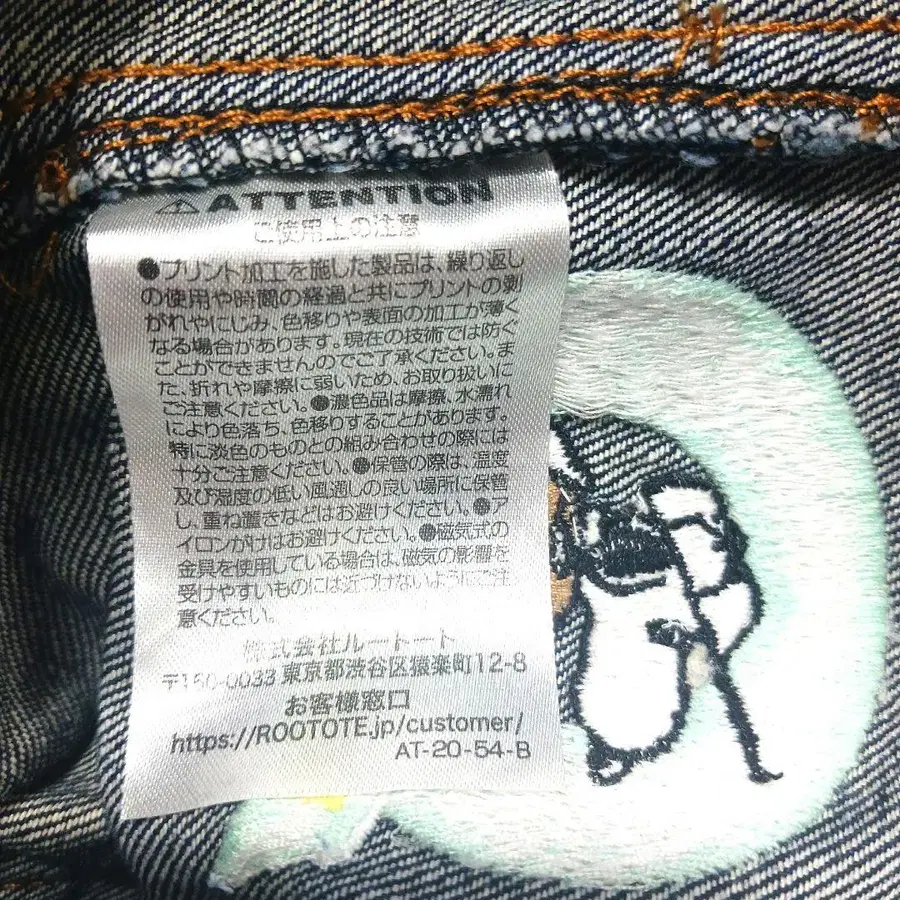 ⚠ATTENTION
ご使用上の注意
●プリント加工を施した製品は、繰り返し
の使用や時間の経過と共にプリントの剥
がれやにじみ、色移りや表面の加工が薄く
なる場合があります。現在の技術では防ぐ
ことができませんのでご了承ください。ま
た、折れや摩擦に弱いため、お取り扱いに
ご注意ください。●濃色品は摩擦、水濡れ
により色落ち、色移りすることがあります。
特に淡色のものとの組み合わせの際には
十分ご注意ください。●保管の際は、温度
及び湿度の低い風通しの良い場所に保管
し、重ね置きなどはお避けください。●ア
イロンがけはお避けください。●磁気式の
金具を使用している場合は、磁気の影響を
受けやすいものには近づけないようにご注
意ください。
株式会社ルートート
〒150-0033 東京都渋谷区猿楽町12-8
お客様窓口
https://ROOTOTE.jp/customer/
AT-20-54-B